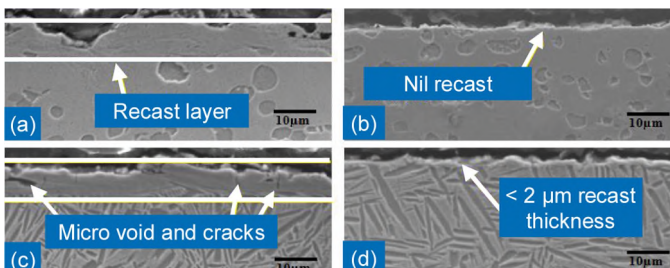 Recast layer
10µm
(a)
Nil recast
10µm
(b)
Micro void and cracks
10µm
(c)
< 2 µm recast
thickness
10µm
(d)